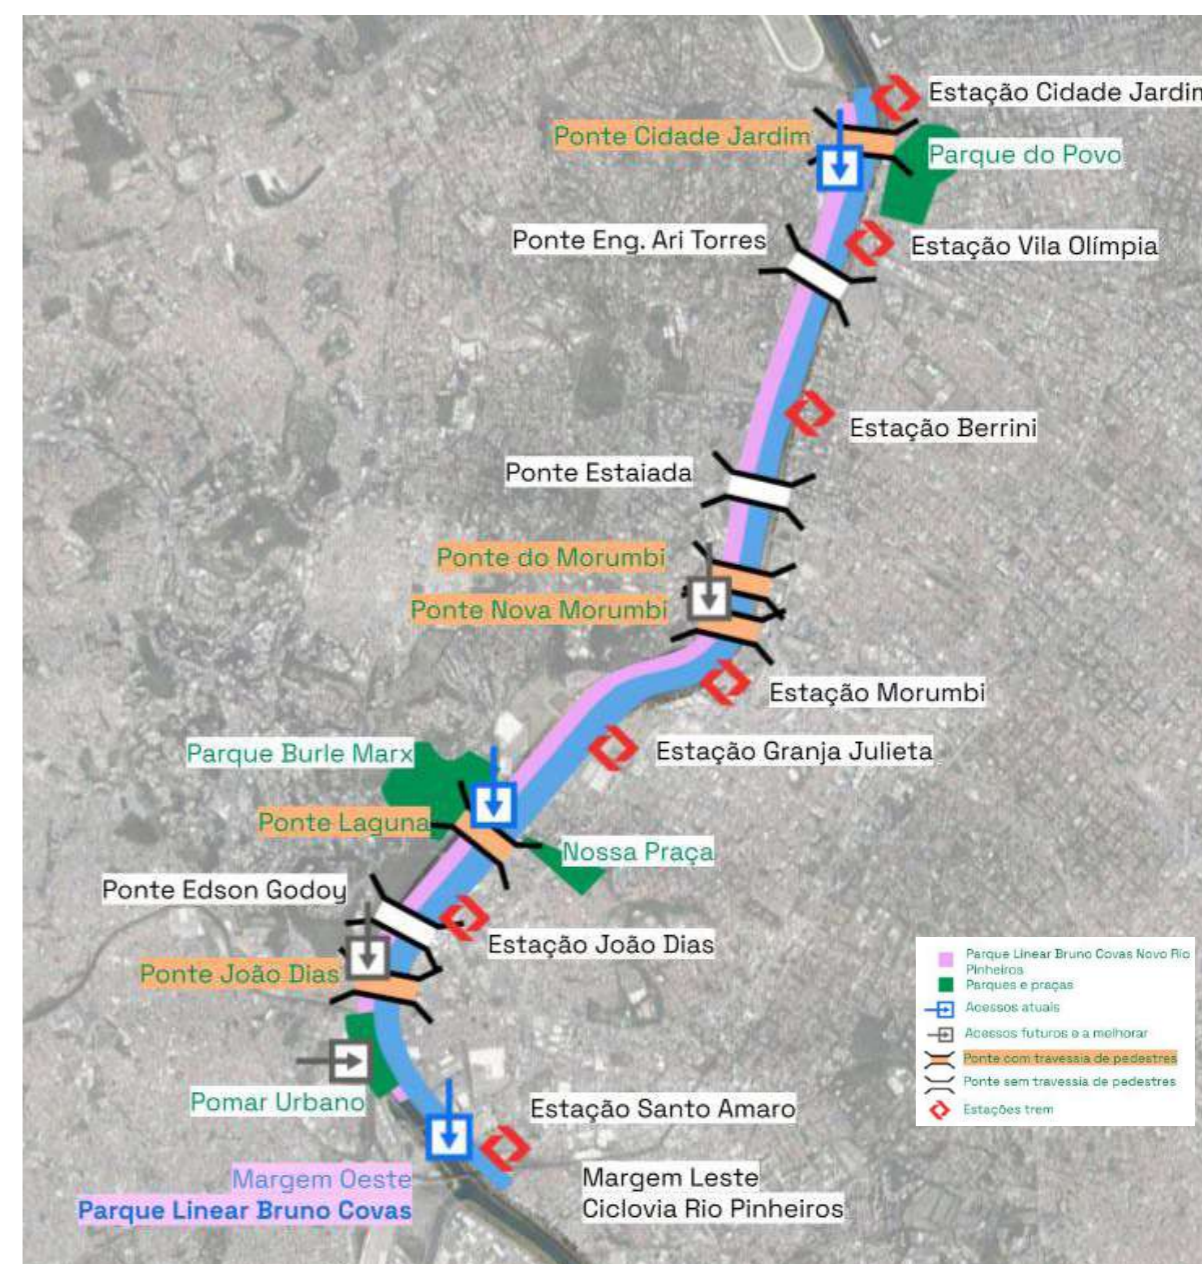 Estação Cidade Jardim
Ponte Cidade Jardim
Parque do Povo
Ponte Eng. Ari Torres
Estação Vila Olímpia
Estação Berrini
Ponte Estaiada
Ponte do Morumbi
Ponte Nova Morumbi
Estação Morumbi
Estação Granja Julieta
Parque Burle Marx
Ponte Laguna
Nossa Praça
Ponte Edson Godoy
Estação João Dias
Ponte João Dias
Parque Linear Bruno Covas Novo Rio
Pinheiros
Parques e praças
Acessos atuais
Acessos futuros e a melhorar
Ponte com travessia de pedestres
Ponte sem travessia de pedestres
Estações trem
Pomar Urbano
Estação Santo Amaro
Margem Oeste
Parque Linear Bruno Covas
Margem Leste
Ciclovia Rio Pinheiros